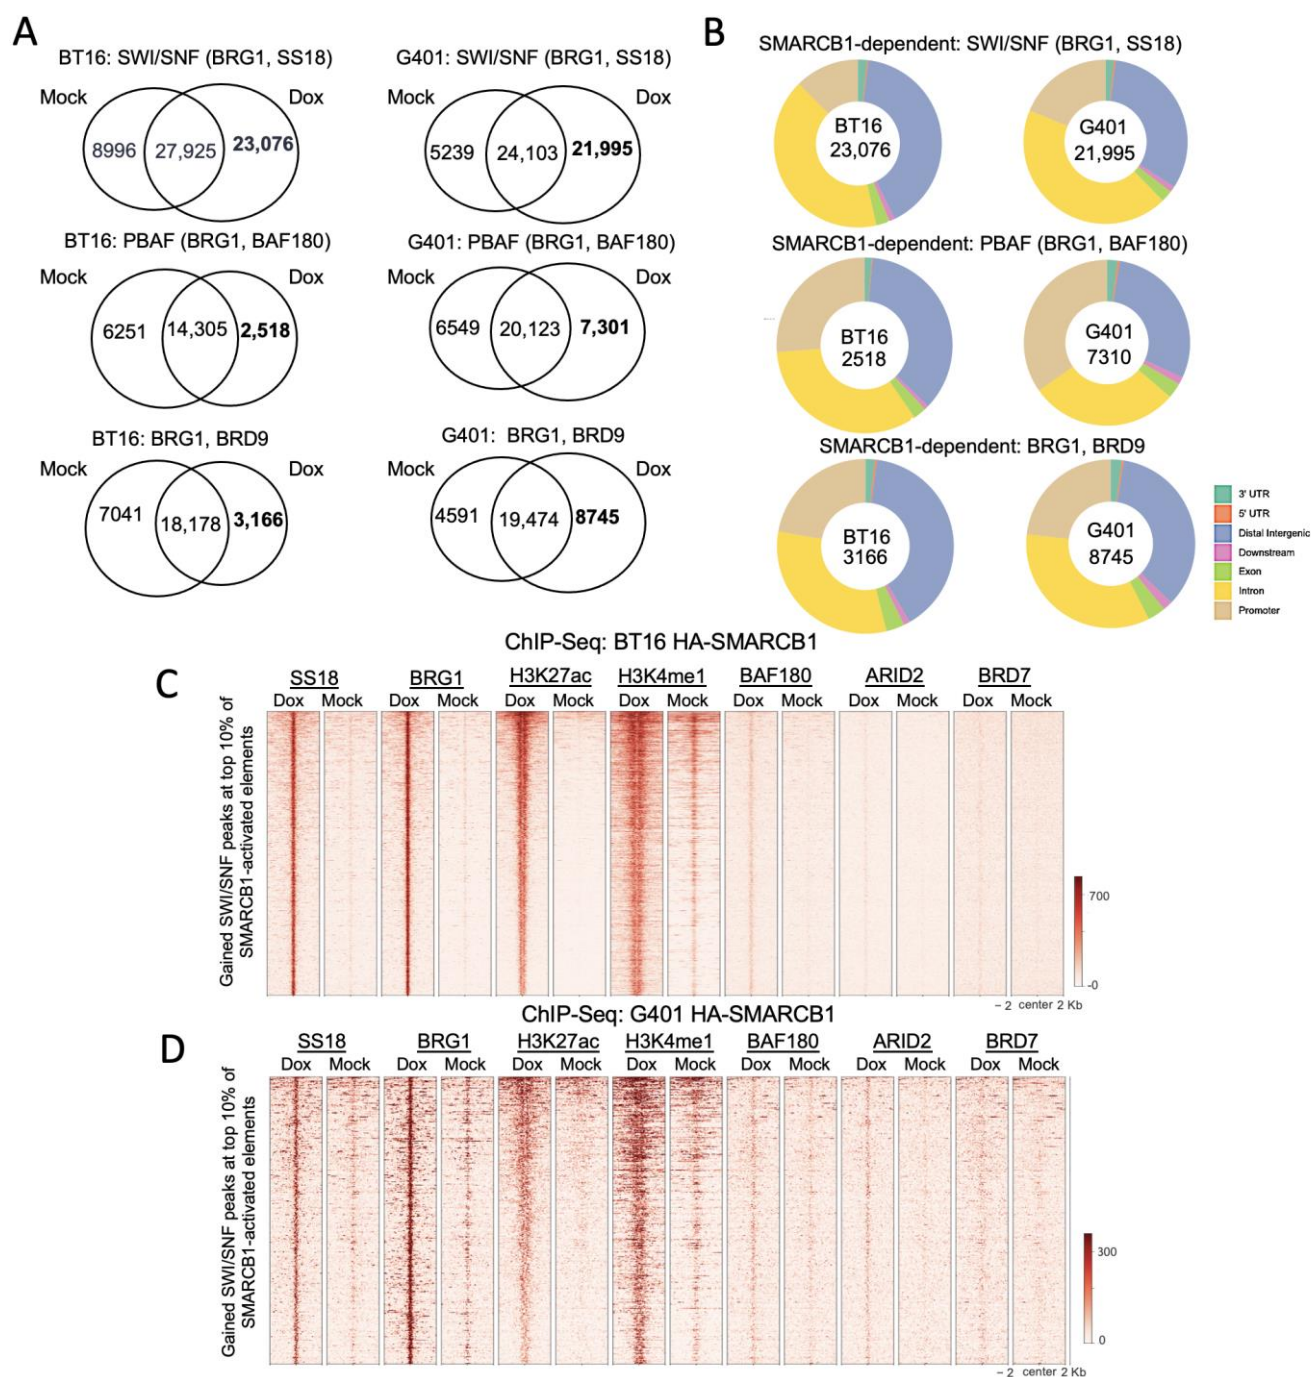 A
BT16: SWI/SNF (BRG1, SS18)
Mock
Dox
8996
27,925
23,076
G401: SWI/SNF (BRG1, SS18)
Mock
Dox
5239
24,103
21,995
BT16: PBAF (BRG1, BAF180)
Mock
Dox
6251
14,305
2,518
G401: PBAF (BRG1, BAF180)
Mock
Dox
6549
20,123
7,301
BT16: BRG1, BRD9
Mock
Dox
7041
18,178
3,166
G401: BRG1, BRD9
Mock
Dox
4591
19,474
8745
B
SMARCB1-dependent: SWI/SNF (BRG1, SS18)
BT16
23,076
G401
21,995
SMARCB1-dependent: PBAF (BRG1, BAF180)
BT16
2518
G401
7310
SMARCB1-dependent: BRG1, BRD9
BT16
3166
G401
8745
3' UTR
5' UTR
Distal Intergenic
Downstream
Exon
Intron
Promoter
ChIP-Seq: BT16 HA-SMARCB1
C
SS18 BRG1 H3K27ac H3K4me1 BAF180 ARID2 BRD7
Dox Mock Dox Mock Dox Mock Dox Mock Dox Mock Dox Mock Dox Mock
Gained SWI/SNF peaks at top 10% of
SMARCB1-activated elements
700
-0
– 2 center 2 Kb
ChIP-Seq: G401 HA-SMARCB1
D
SS18 BRG1 H3K27ac H3K4me1 BAF180 ARID2 BRD7
Dox Mock Dox Mock Dox Mock Dox Mock Dox Mock Dox Mock Dox Mock
Gained SWI/SNF peaks at top 10% of
SMARCB1-activated elements
300
0
– 2 center 2 Kb